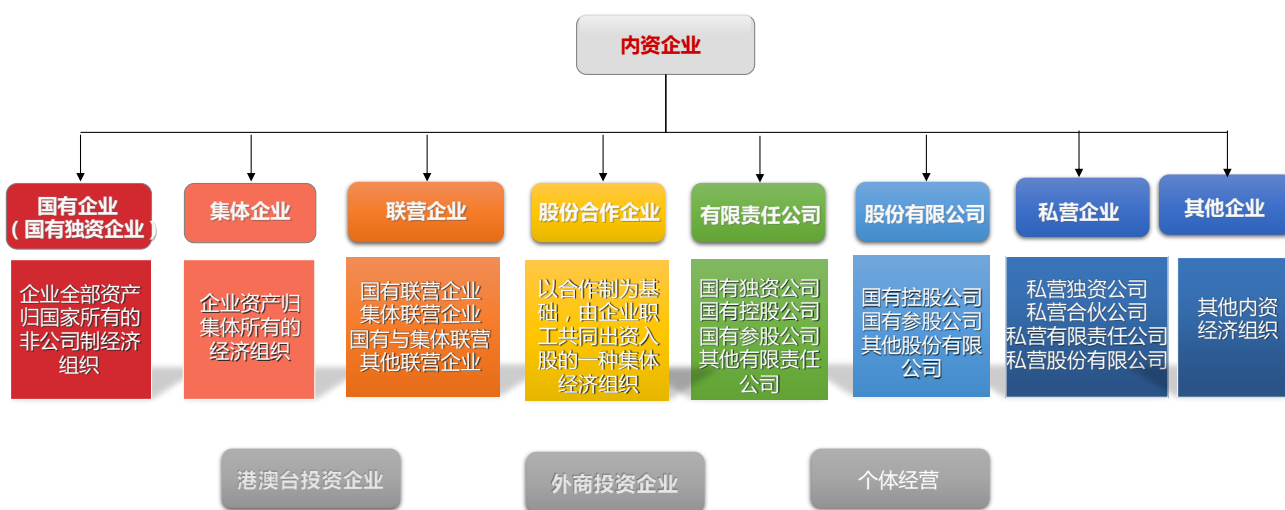 内资企业
国有企业
（国有独资企业）
集体企业
联营企业
股份合作企业
有限责任公司
股份有限公司
私营企业
其他企业
企业全部资产
归国家所有的
非公司制经济
组织
企业资产归
集体所有的
经济组织
国有联营企业
集体联营企业
国有与集体联营
其他联营企业
以合作制为基
础，由企业职
工共同出资入
股的一种集体
经济组织
国有独资公司
国有控股公司
国有参股公司
其他有限责任
公司
国有控股公司
国有参股公司
其他股份有限
公司
私营独资公司
私营合伙公司
私营有限责任公司
私营股份有限公司
其他内资
经济组织
港澳台投资企业
外商投资企业
个体经营